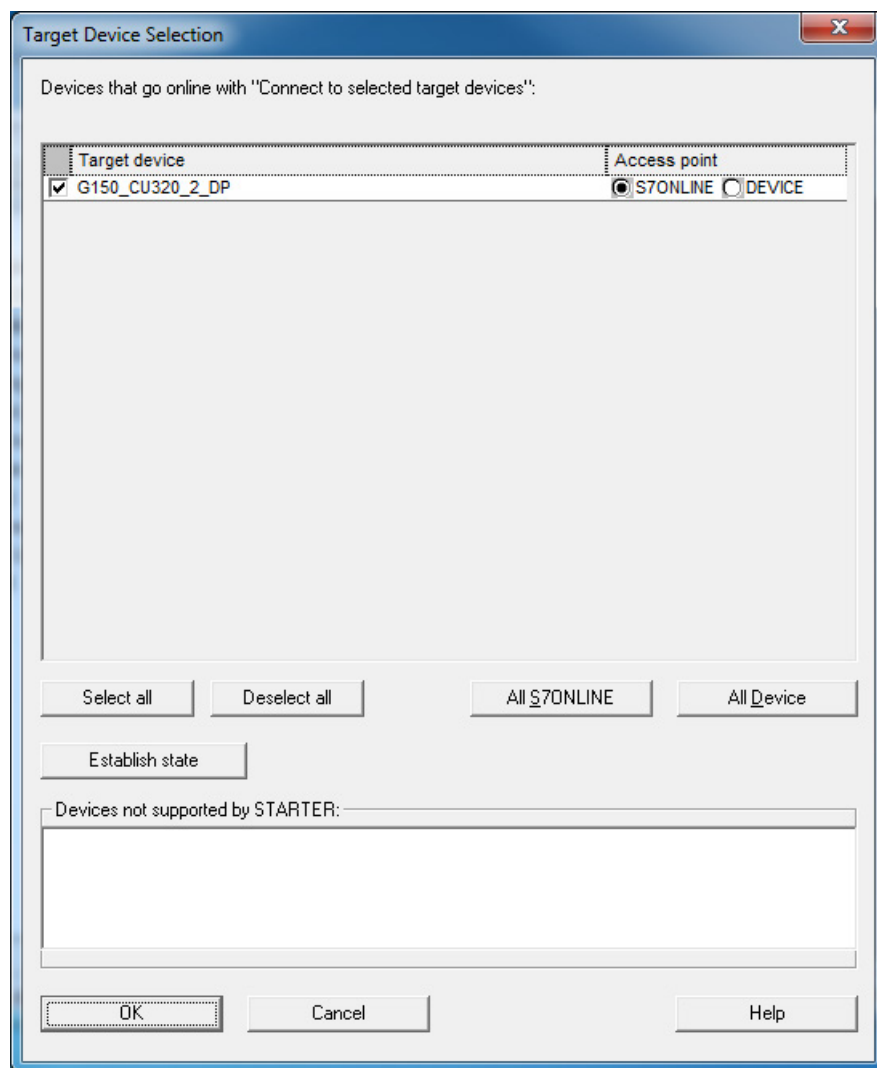 Target Device Selection
Devices that go online with "Connect to selected target devices":
Target device Access point
G150_CU320_2_DP S7ONLINE DEVICE
Select all Deselect all All S7ONLINE All Device
Establish state
Devices not supported by STARTER:
OK Cancel Help